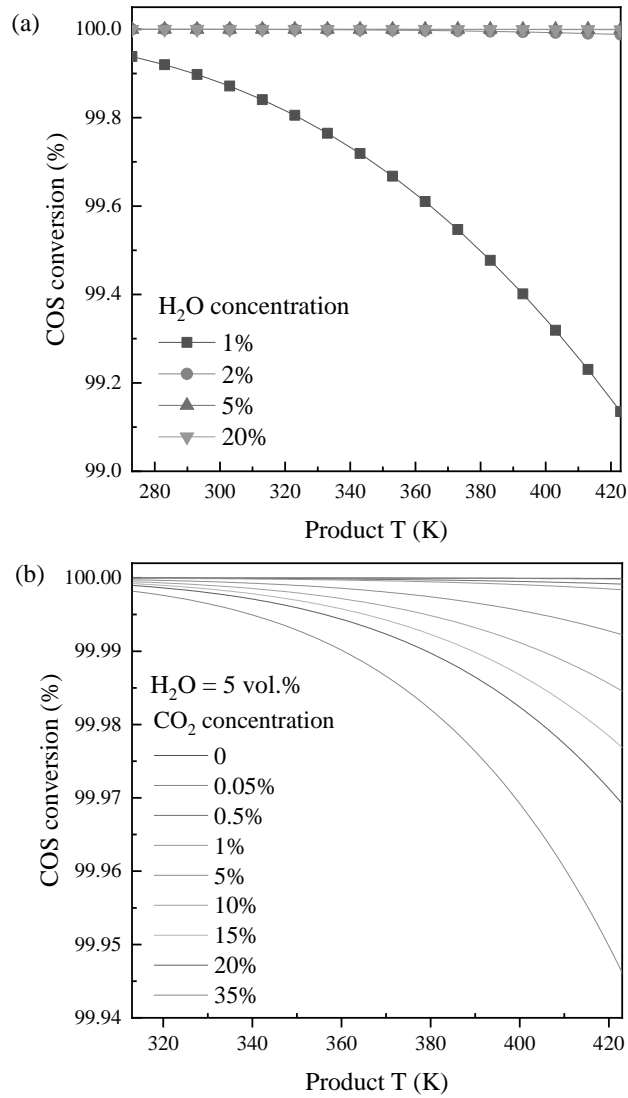 (a)
100.0
99.8
99.6
99.4
99.2
99.0
COS conversion (%)
H₂O concentration
1%
2%
5%
20%
280 300 320 340 360 380 400 420
Product T (K)
(b)
100.00
99.99
99.98
99.97
99.96
99.95
99.94
COS conversion (%)
H₂O = 5 vol.%
CO₂ concentration
0
0.05%
0.5%
1%
5%
10%
15%
20%
35%
320 340 360 380 400 420
Product T (K)